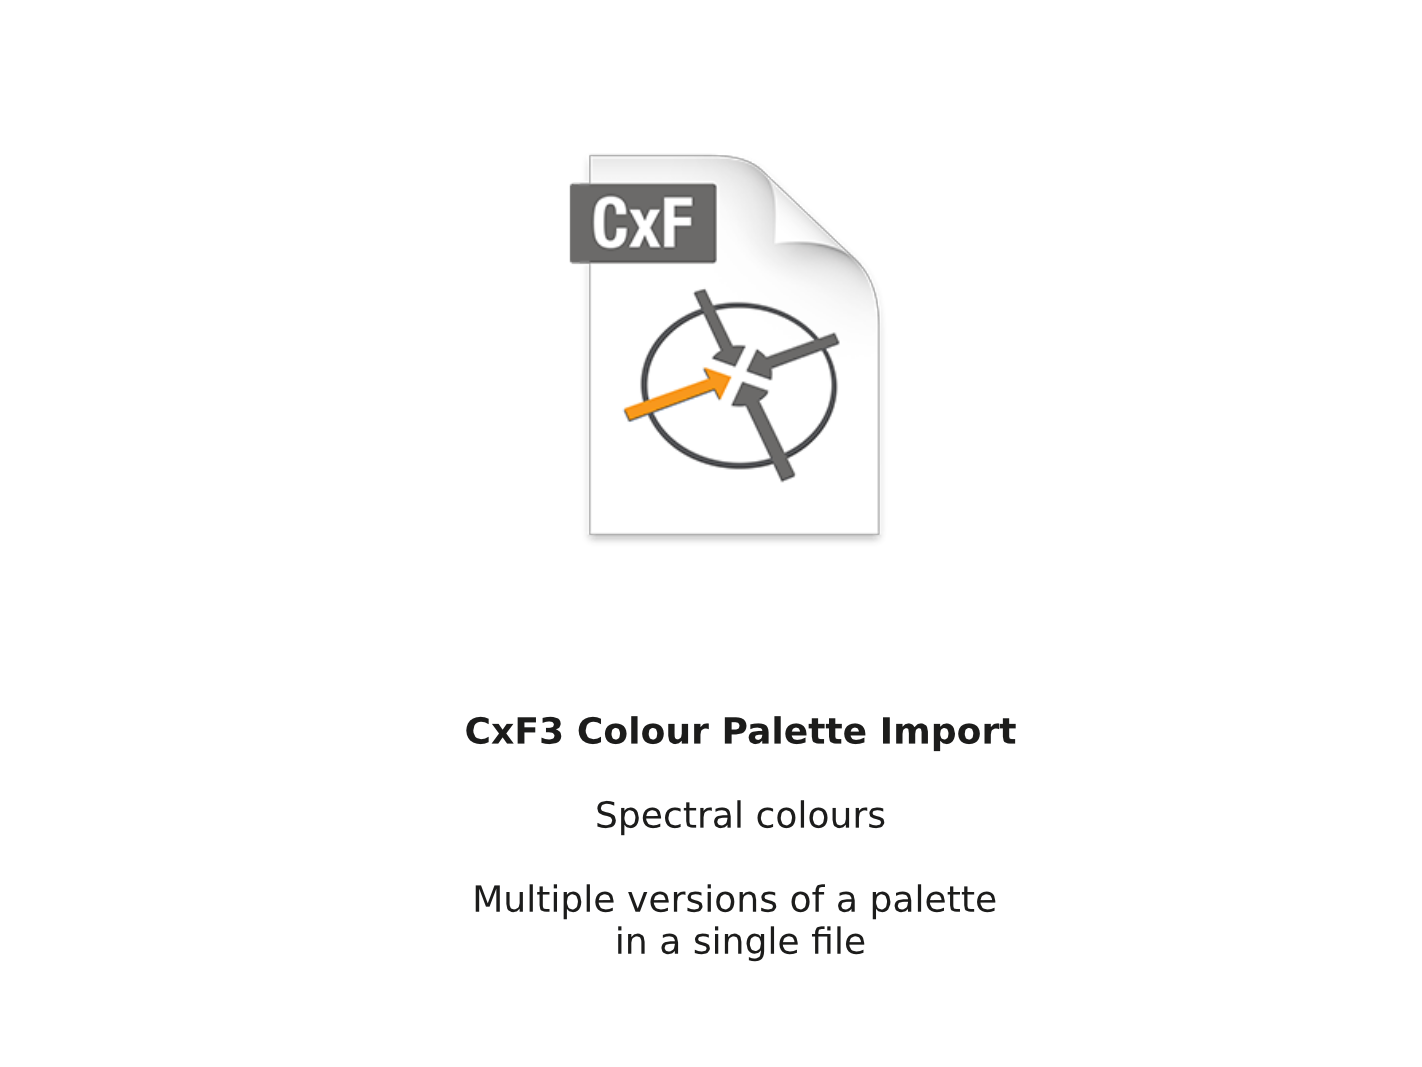 CxF
CxF3 Colour Palette Import
Spectral colours
Multiple versions of a palette
in a single file